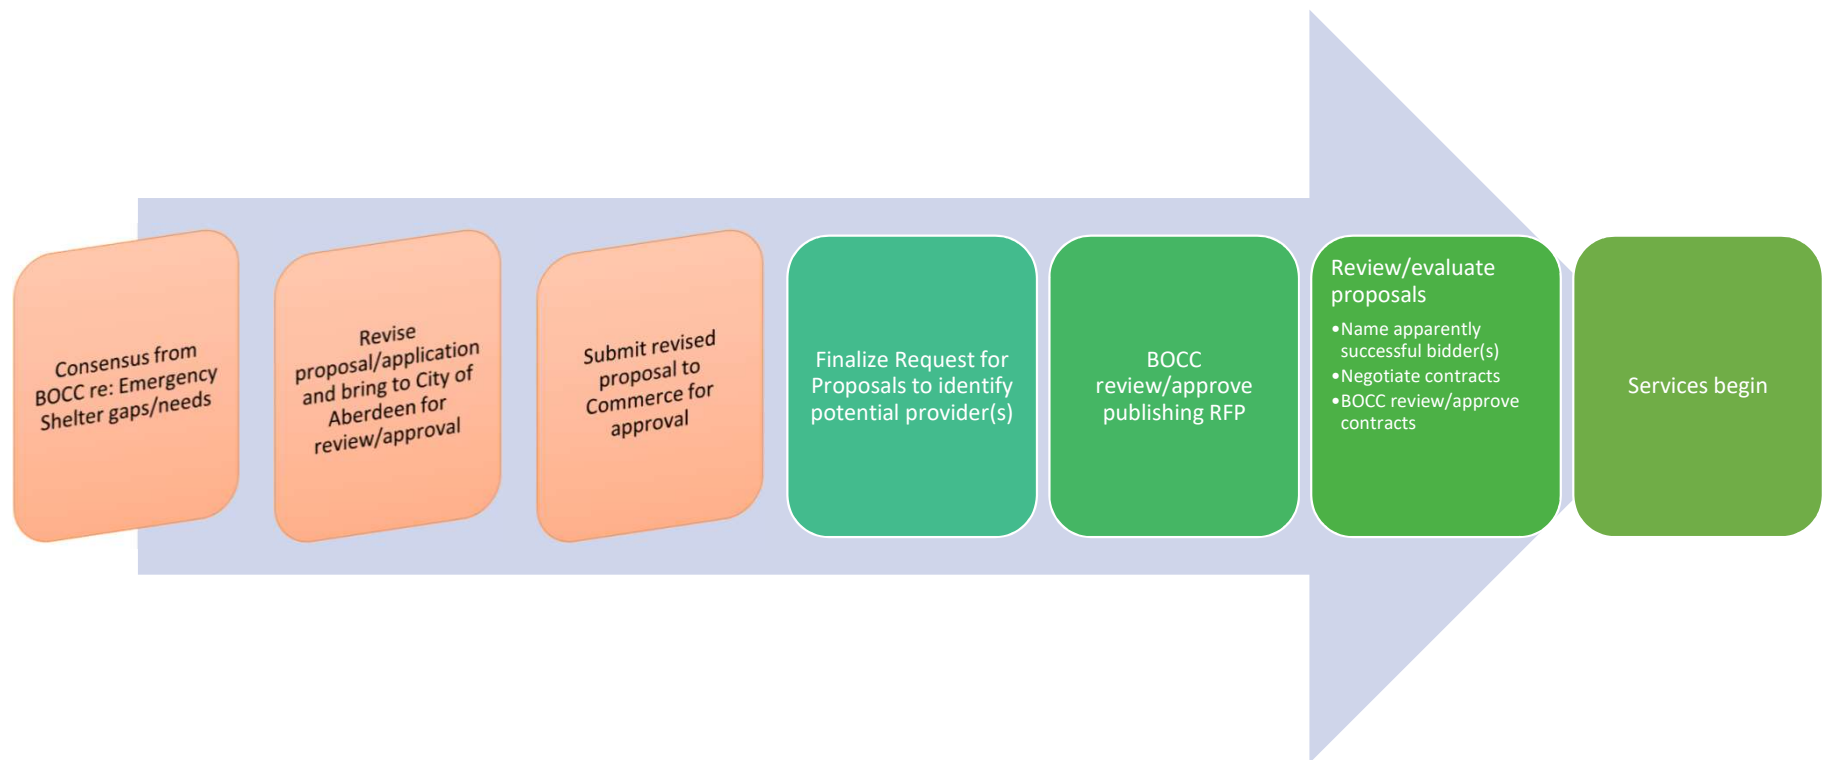 Consensus from
BOCC re: Emergency
Shelter gaps/needs
Revise
proposal/application
and bring to City of
Aberdeen for
review/approval
Submit revised
proposal to
Commerce for
approval
Finalize Request for
Proposals to identify
potential provider(s)
BOCC
review/approve
publishing RFP
Review/evaluate
proposals
•Name apparently
successful bidder(s)
•Negotiate contracts
•BOCC review/approve
contracts
Services begin